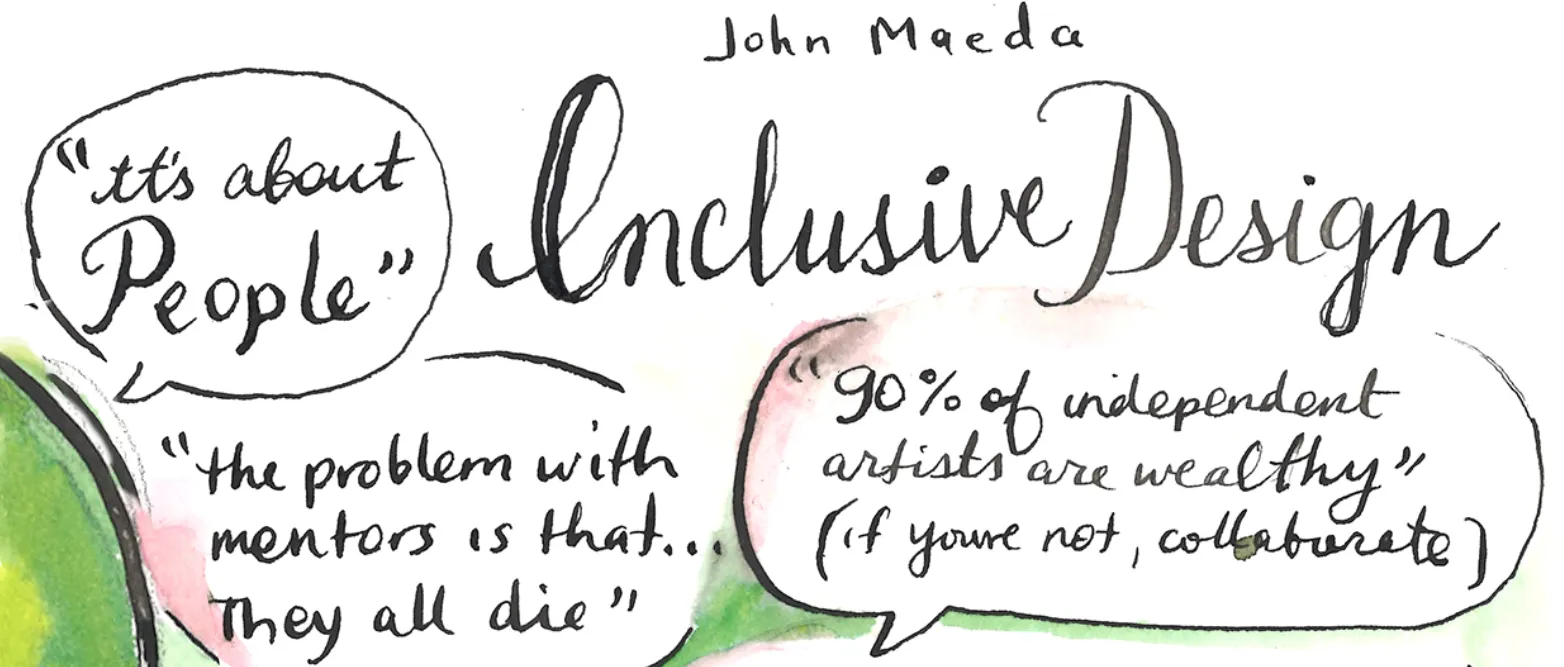 John Maeda
Inclusive Design
"it's about
People"
"the problem with
mentors is that...
They all die"
"90% of independent
artists are wealthy"
(if youre not, collaborate)